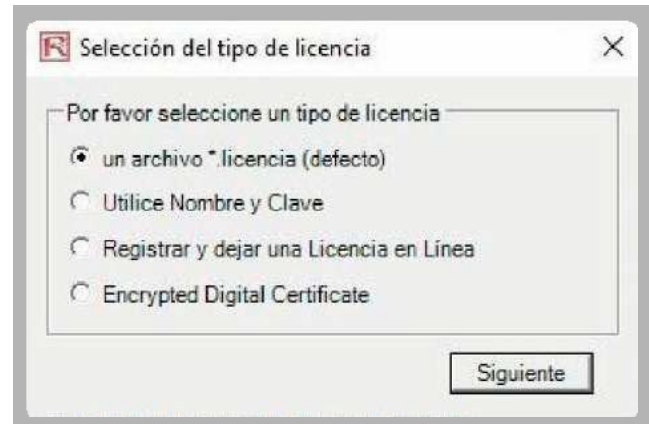 Selección del tipo de licencia
Por favor seleccione un tipo de licencia
un archivo *.licencia (defecto)
Utilice Nombre y Clave
Registrar y dejar una Licencia en Línea
Encrypted Digital Certificate
Siguiente